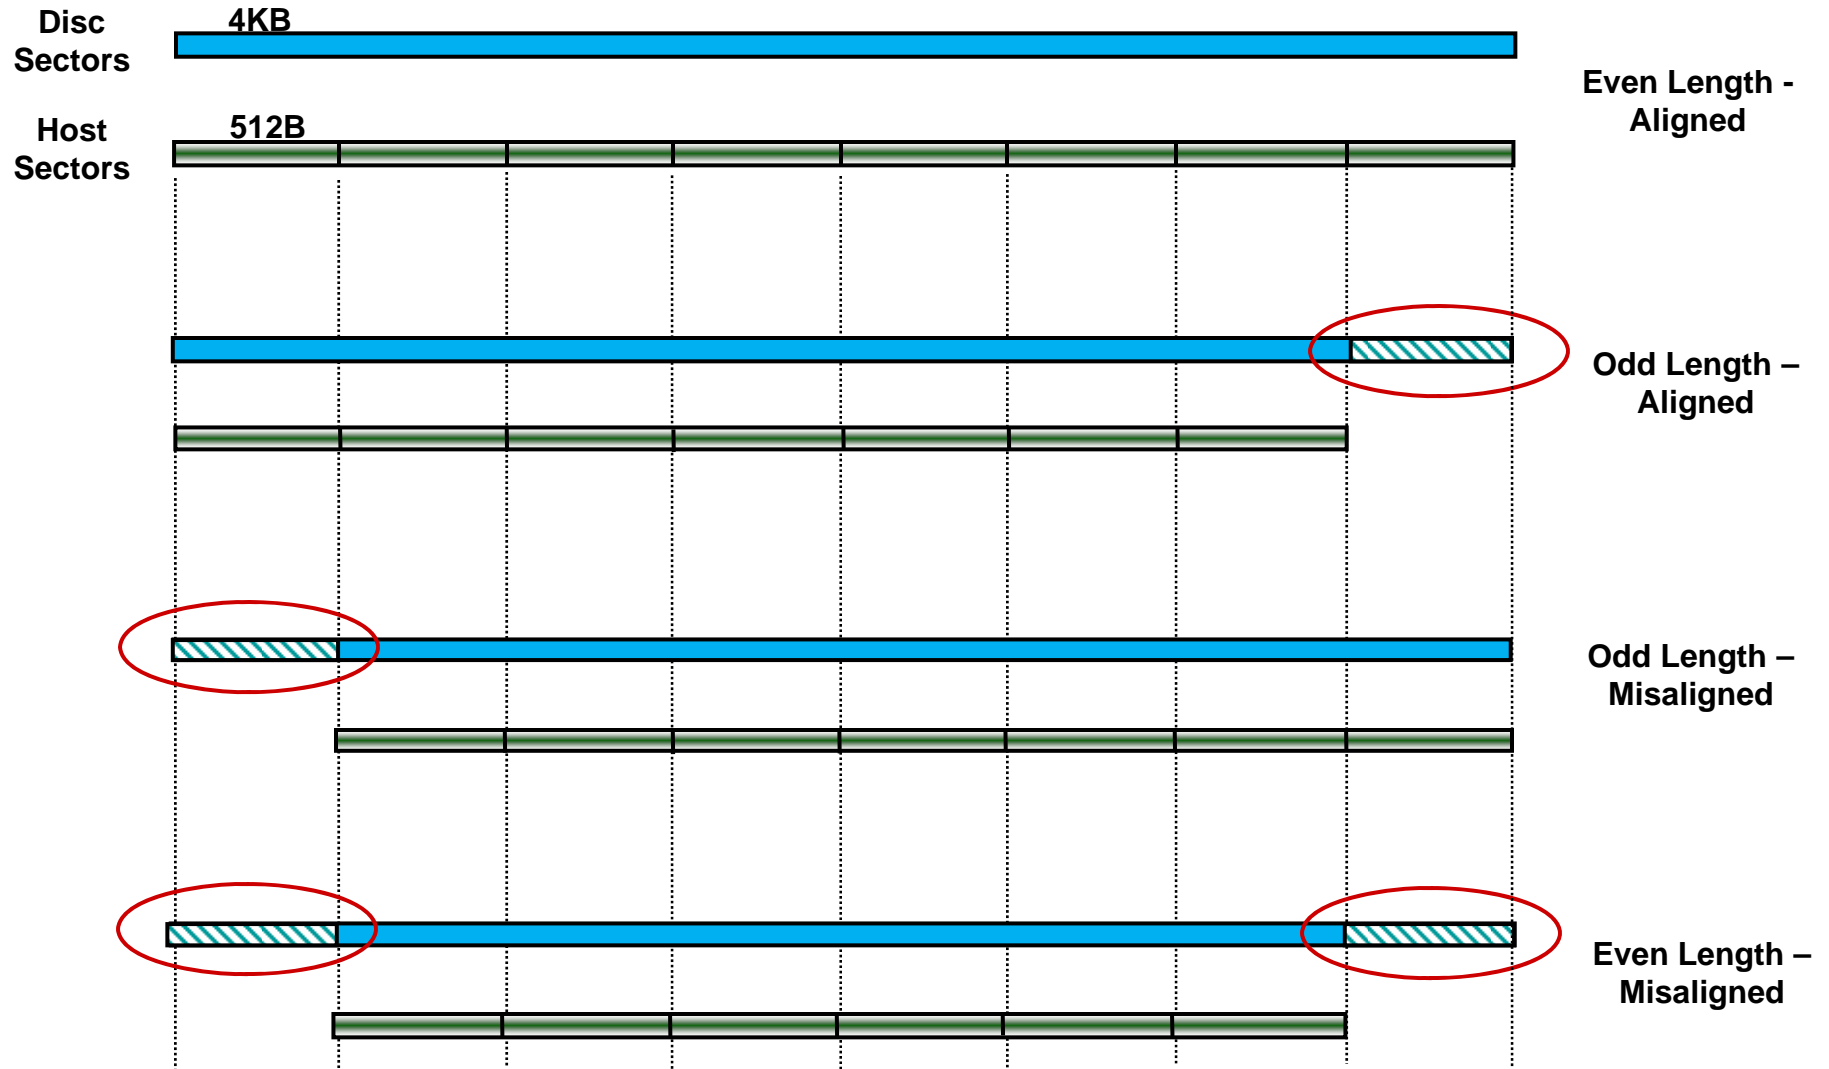 Disc
Sectors
4KB
Even Length -
Aligned
Host
Sectors
512B
Odd Length –
Aligned
Odd Length –
Misaligned
Even Length –
Misaligned